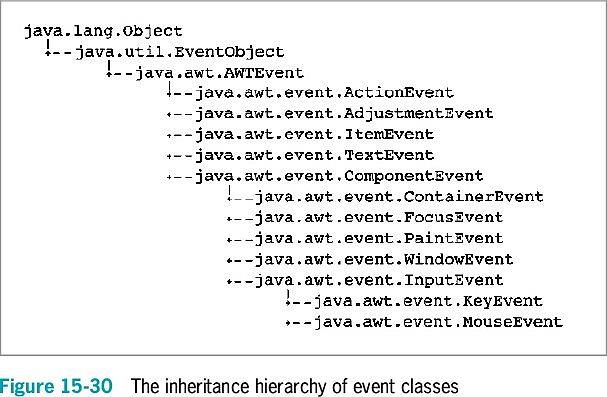 java.lang.Object
+--java.util.EventObject
+--java.awt.AWTEvent
+--java.awt.event.ActionEvent
+--java.awt.event.AdjustmentEvent
+--java.awt.event.ItemEvent
+--java.awt.event.TextEvent
+--java.awt.event.ComponentEvent
+--java.awt.event.ContainerEvent
+--java.awt.event.FocusEvent
+--java.awt.event.PaintEvent
+--java.awt.event.WindowEvent
+--java.awt.event.InputEvent
+--java.awt.event.KeyEvent
+--java.awt.event.MouseEvent
Figure 15-30 The inheritance hierarchy of event classes